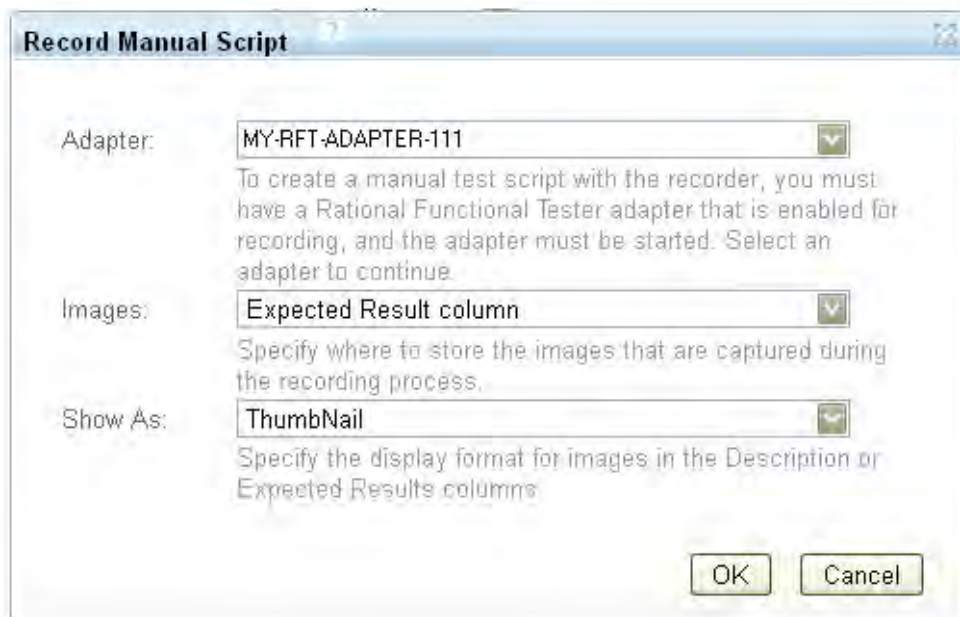 Record Manual Script
Adapter:
MY-RFT-ADAPTER-111
To create a manual test script with the recorder, you must
have a Rational Functional Tester adapter that is enabled for
recording, and the adapter must be started. Select an
adapter to continue.
Images:
Expected Result column
Specify where to store the images that are captured during
the recording process.
Show As:
ThumbNail
Specify the display format for images in the Description or
Expected Results columns
OK
Cancel